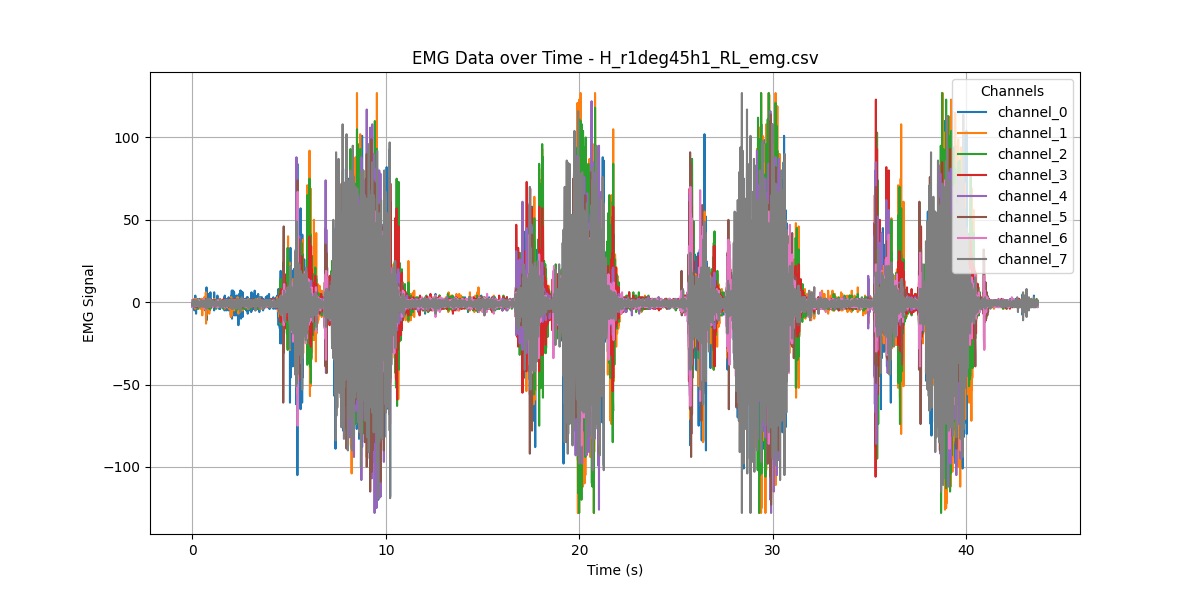 EMG Data over Time - H_r1deg45h1_RL_emg.csv
Channels
channel_0
channel_1
channel_2
channel_3
channel_4
channel_5
channel_6
channel_7
EMG Signal
100
50
0
−50
−100
0 10 20 30 40
Time (s)